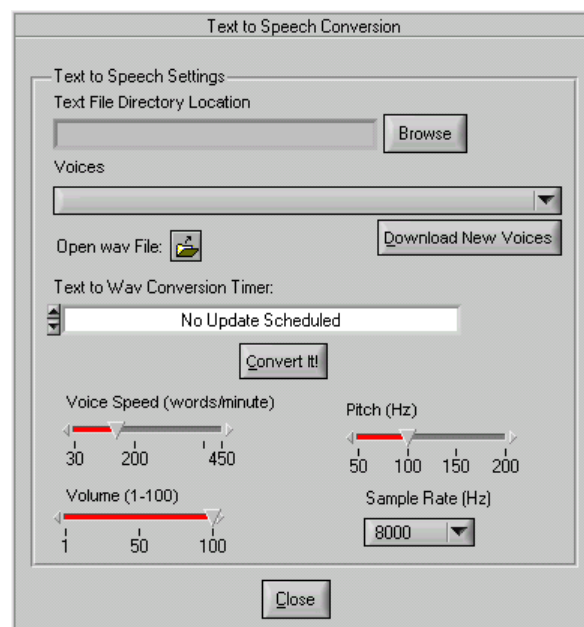 Text to Speech Conversion
Text to Speech Settings
Text File Directory Location
Browse
Voices
Download New Voices
Open wav File:
Text to Wav Conversion Timer:
No Update Scheduled
Convert It!
Voice Speed (words/minute)
30 200 450
Pitch (Hz)
50 100 150 200
Volume (1-100)
1 50 100
Sample Rate (Hz)
8000
Close